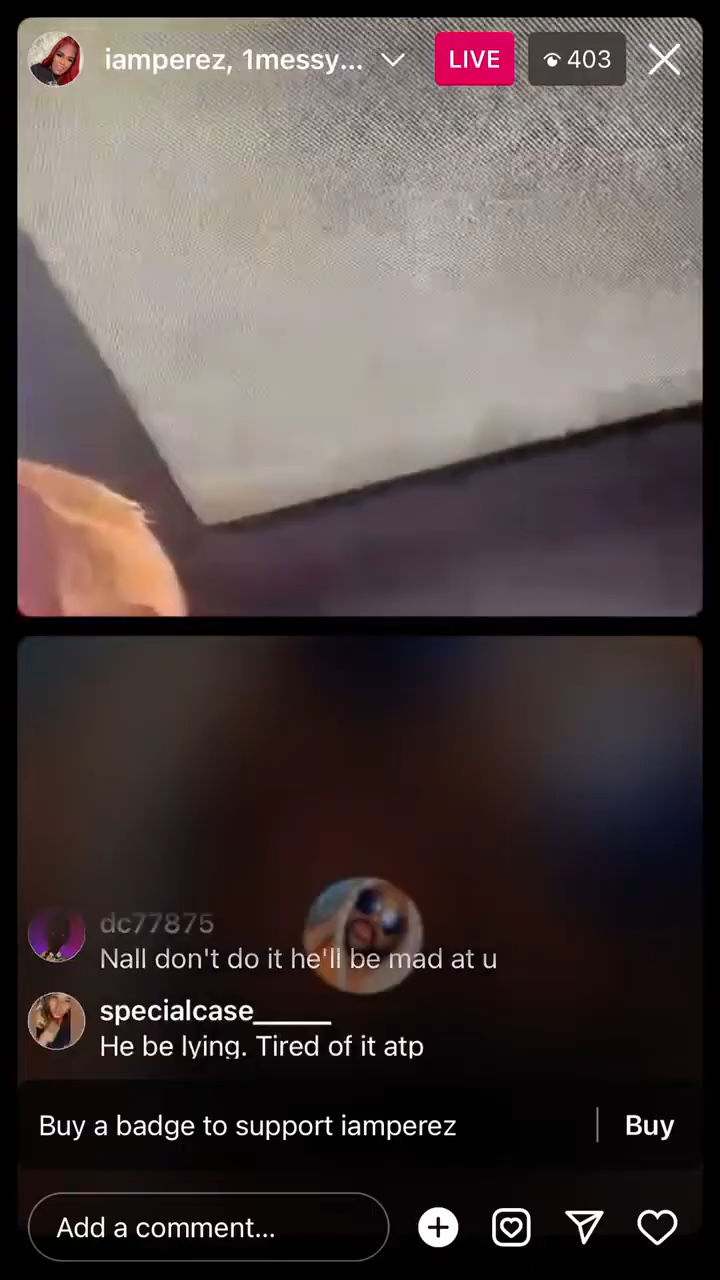 iamperez, 1messy...
LIVE
403
dc77875
Nall don't do it he'll be mad at u
specialcase______
He be lying. Tired of it atp
Buy a badge to support iamperez
Buy
Add a comment...